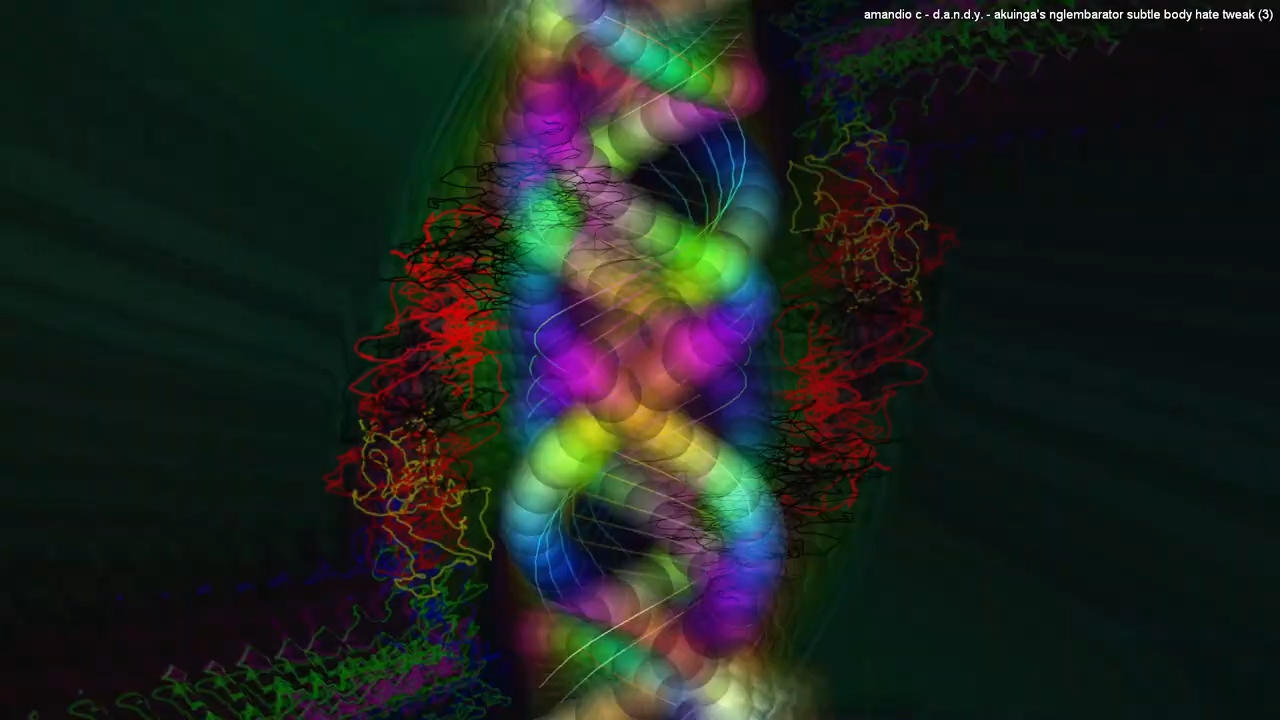 amandio c - d.a.n.d.y. - akuinga's nglembarator subtle body hate tweak (3)